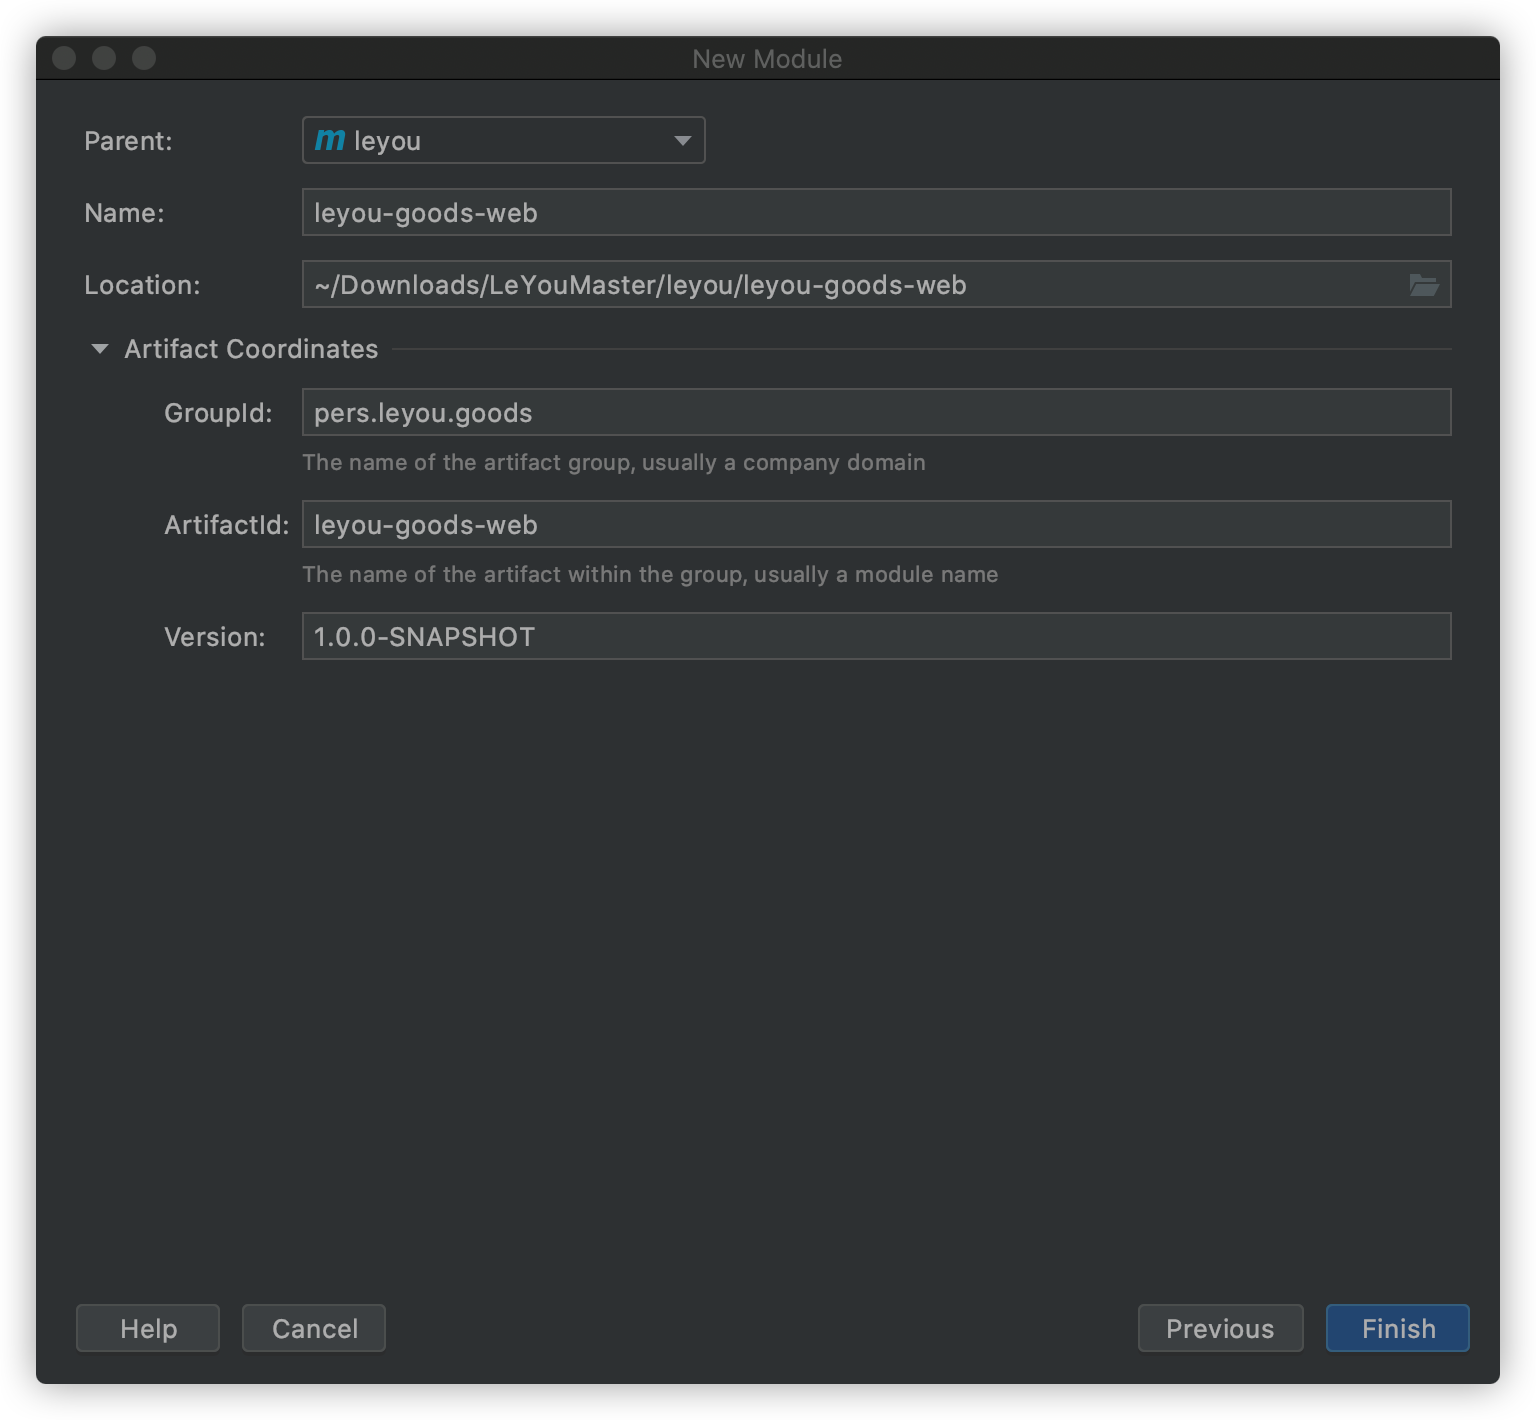 New Module
Parent: m leyou
Name: leyou-goods-web
Location: ~/Downloads/LeYouMaster/leyou/leyou-goods-web
Artifact Coordinates
GroupId: pers.leyou.goods
The name of the artifact group, usually a company domain
ArtifactId: leyou-goods-web
The name of the artifact within the group, usually a module name
Version: 1.0.0-SNAPSHOT
Help Cancel Previous Finish